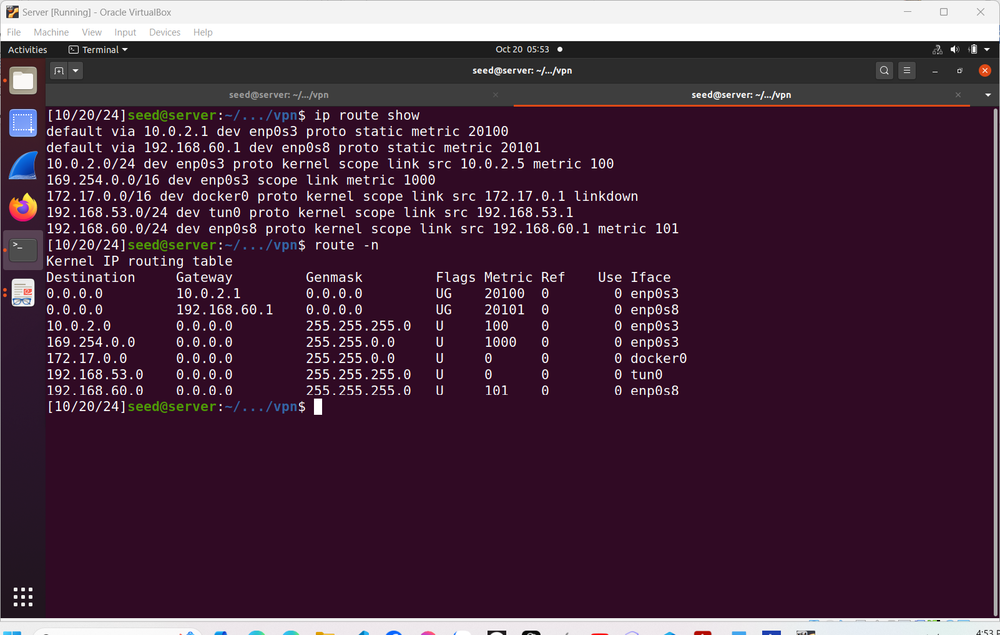 Server [Running] - Oracle VirtualBox
File Machine View Input Devices Help
Activities Terminal Oct 20 05:53
seed@server: ~/.../vpn
seed@server: ~/.../vpn seed@server: ~/.../vpn
[10/20/24]seed@server:~/.../vpn$ ip route show
default via 10.0.2.1 dev enp0s3 proto static metric 20100
default via 192.168.60.1 dev enp0s8 proto static metric 20101
10.0.2.0/24 dev enp0s3 proto kernel scope link src 10.0.2.5 metric 100
169.254.0.0/16 dev enp0s3 scope link metric 1000
172.17.0.0/16 dev docker0 proto kernel scope link src 172.17.0.1 linkdown
192.168.53.0/24 dev tun0 proto kernel scope link src 192.168.53.1
192.168.60.0/24 dev enp0s8 proto kernel scope link src 192.168.60.1 metric 101
[10/20/24]seed@server:~/.../vpn$ route -n
Kernel IP routing table
Destination Gateway Genmask Flags Metric Ref Use Iface
0.0.0.0 10.0.2.1 0.0.0.0 UG 20100 0 0 enp0s3
0.0.0.0 192.168.60.1 0.0.0.0 UG 20101 0 0 enp0s8
10.0.2.0 0.0.0.0 255.255.255.0 U 100 0 0 enp0s3
169.254.0.0 0.0.0.0 255.255.0.0 U 1000 0 0 enp0s3
172.17.0.0 0.0.0.0 255.255.0.0 U 0 0 0 docker0
192.168.53.0 0.0.0.0 255.255.255.0 U 0 0 0 tun0
192.168.60.0 0.0.0.0 255.255.255.0 U 101 0 0 enp0s8
[10/20/24]seed@server:~/.../vpn$
4:53